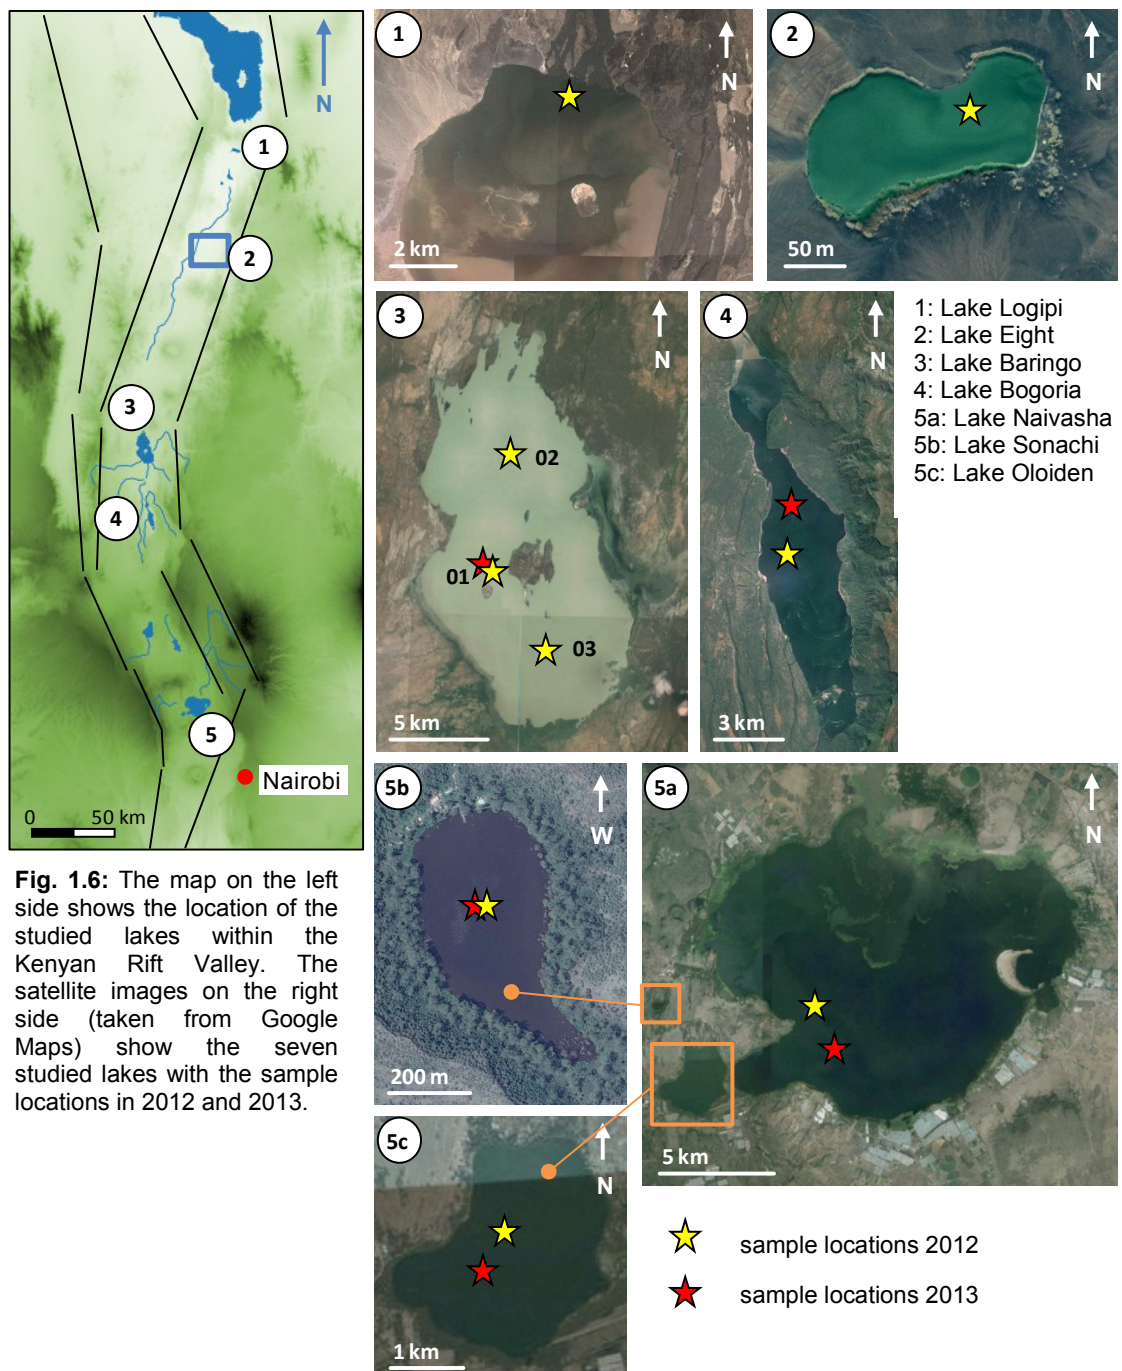 N
1
2
3
4
5
Nairobi
0 50 km
1
N
2 km
2
N
50 m
3
N
02
01
03
5 km
4
N
3 km
1: Lake Logipi
2: Lake Eight
3: Lake Baringo
4: Lake Bogoria
5a: Lake Naivasha
5b: Lake Sonachi
5c: Lake Oloiden
5b
W
200 m
5a
N
5 km
5c
N
1 km
sample locations 2012
sample locations 2013
Fig. 1.6: The map on the left
side shows the location of the
studied lakes within the
Kenyan Rift Valley. The
satellite images on the right
side (taken from Google
Maps) show the seven
studied lakes with the sample
locations in 2012 and 2013.